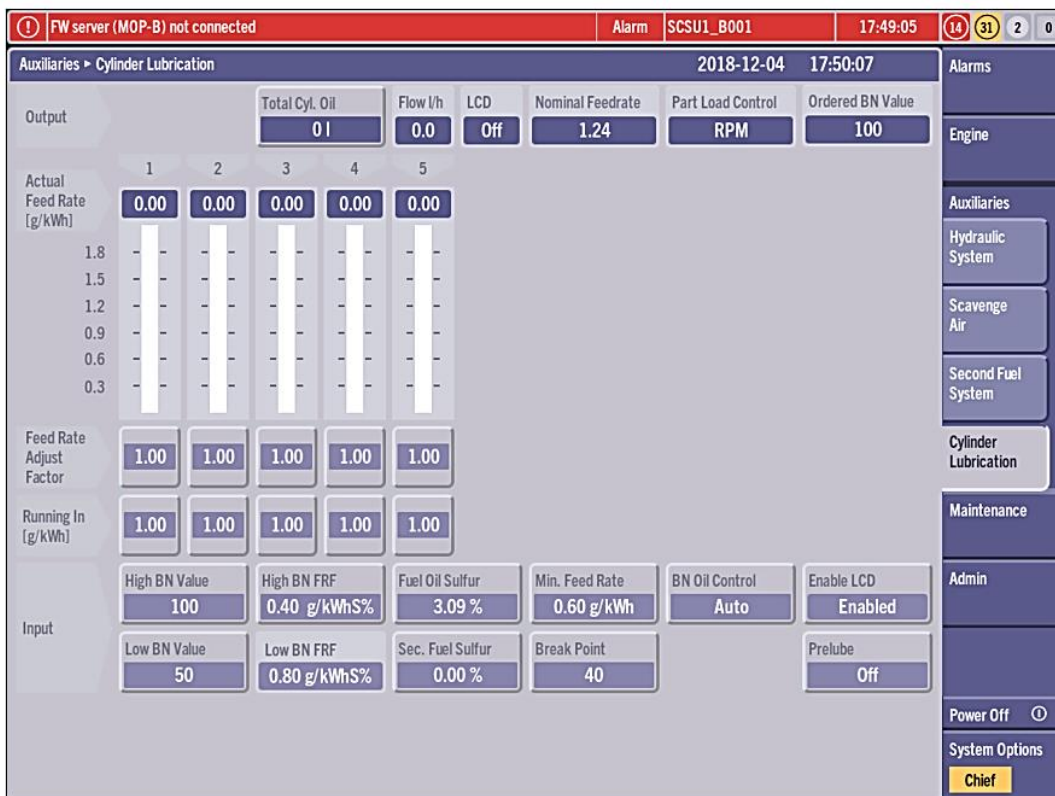 FW server (MOP-B) not connected Alarm SCSU1_B001 17:49:05 14 31 2 0
Auxiliaries ▸ Cylinder Lubrication 2018-12-04 17:50:07
Output
Total Cyl. Oil
0 l
Flow l/h
0.0
LCD
Off
Nominal Feedrate
1.24
Part Load Control
RPM
Ordered BN Value
100
1 2 3 4 5
Actual
Feed Rate
[g/kWh]
0.00 0.00 0.00 0.00 0.00
1.8
1.5
1.2
0.9
0.6
0.3
Feed Rate
Adjust
Factor
1.00 1.00 1.00 1.00 1.00
Running In
[g/kWh]
1.00 1.00 1.00 1.00 1.00
Input
High BN Value
100
High BN FRF
0.40 g/kWhS%
Fuel Oil Sulfur
3.09 %
Min. Feed Rate
0.60 g/kWh
BN Oil Control
Auto
Enable LCD
Enabled
Low BN Value
50
Low BN FRF
0.80 g/kWhS%
Sec. Fuel Sulfur
0.00 %
Break Point
40
Prelube
Off
Alarms
Engine
Auxiliaries
Hydraulic
System
Scavenge
Air
Second Fuel
System
Cylinder
Lubrication
Maintenance
Admin
Power Off
System Options
Chief